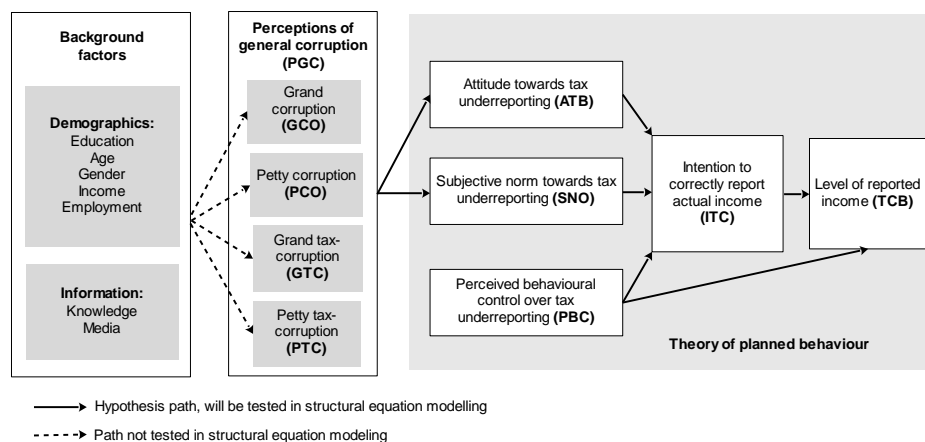 Background
factors
Demographics:
Education
Age
Gender
Income
Employment
Information:
Knowledge
Media
Perceptions of
general corruption
(PGC)
Grand
corruption
(GCO)
Petty corruption
(PCO)
Grand tax-
corruption
(GTC)
Petty tax-
corruption
(PTC)
Attitude towards tax
underreporting (ATB)
Subjective norm towards tax
underreporting (SNO)
Perceived behavioural
control over tax
underreporting (PBC)
Intention to
correctly report
actual income
(ITC)
Level of reported
income (TCB)
Theory of planned behaviour
Hypothesis path, will be tested in structural equation modelling
Path not tested in structural equation modeling